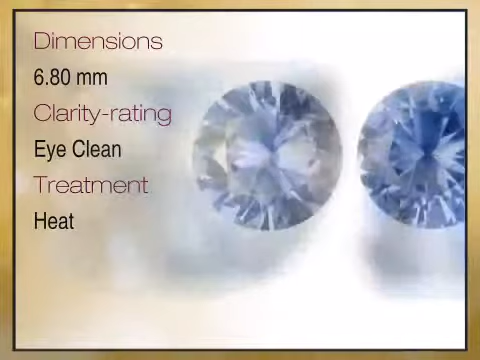 Dimensions
6.80 mm
Clarity-rating
Eye Clean
Treatment
Heat